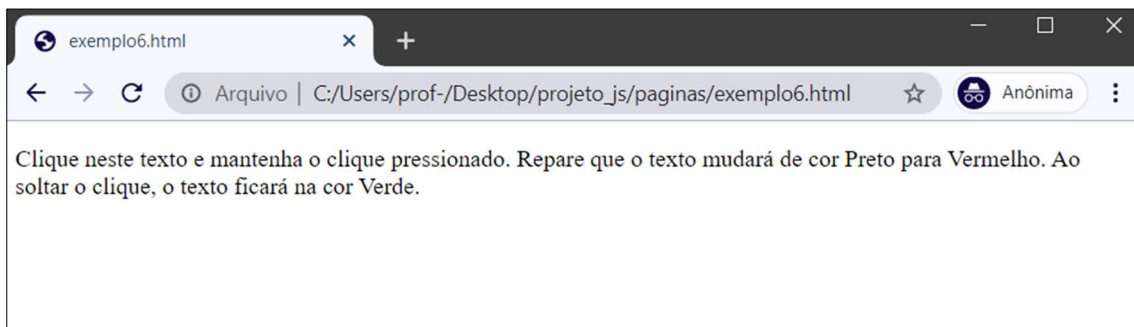 exemplo6.html
Arquivo | C:/Users/prof-/Desktop/projeto_js/paginas/exemplo6.html Anônima
Clique neste texto e mantenha o clique pressionado. Repare que o texto mudará de cor Preto para Vermelho. Ao
soltar o clique, o texto ficará na cor Verde.